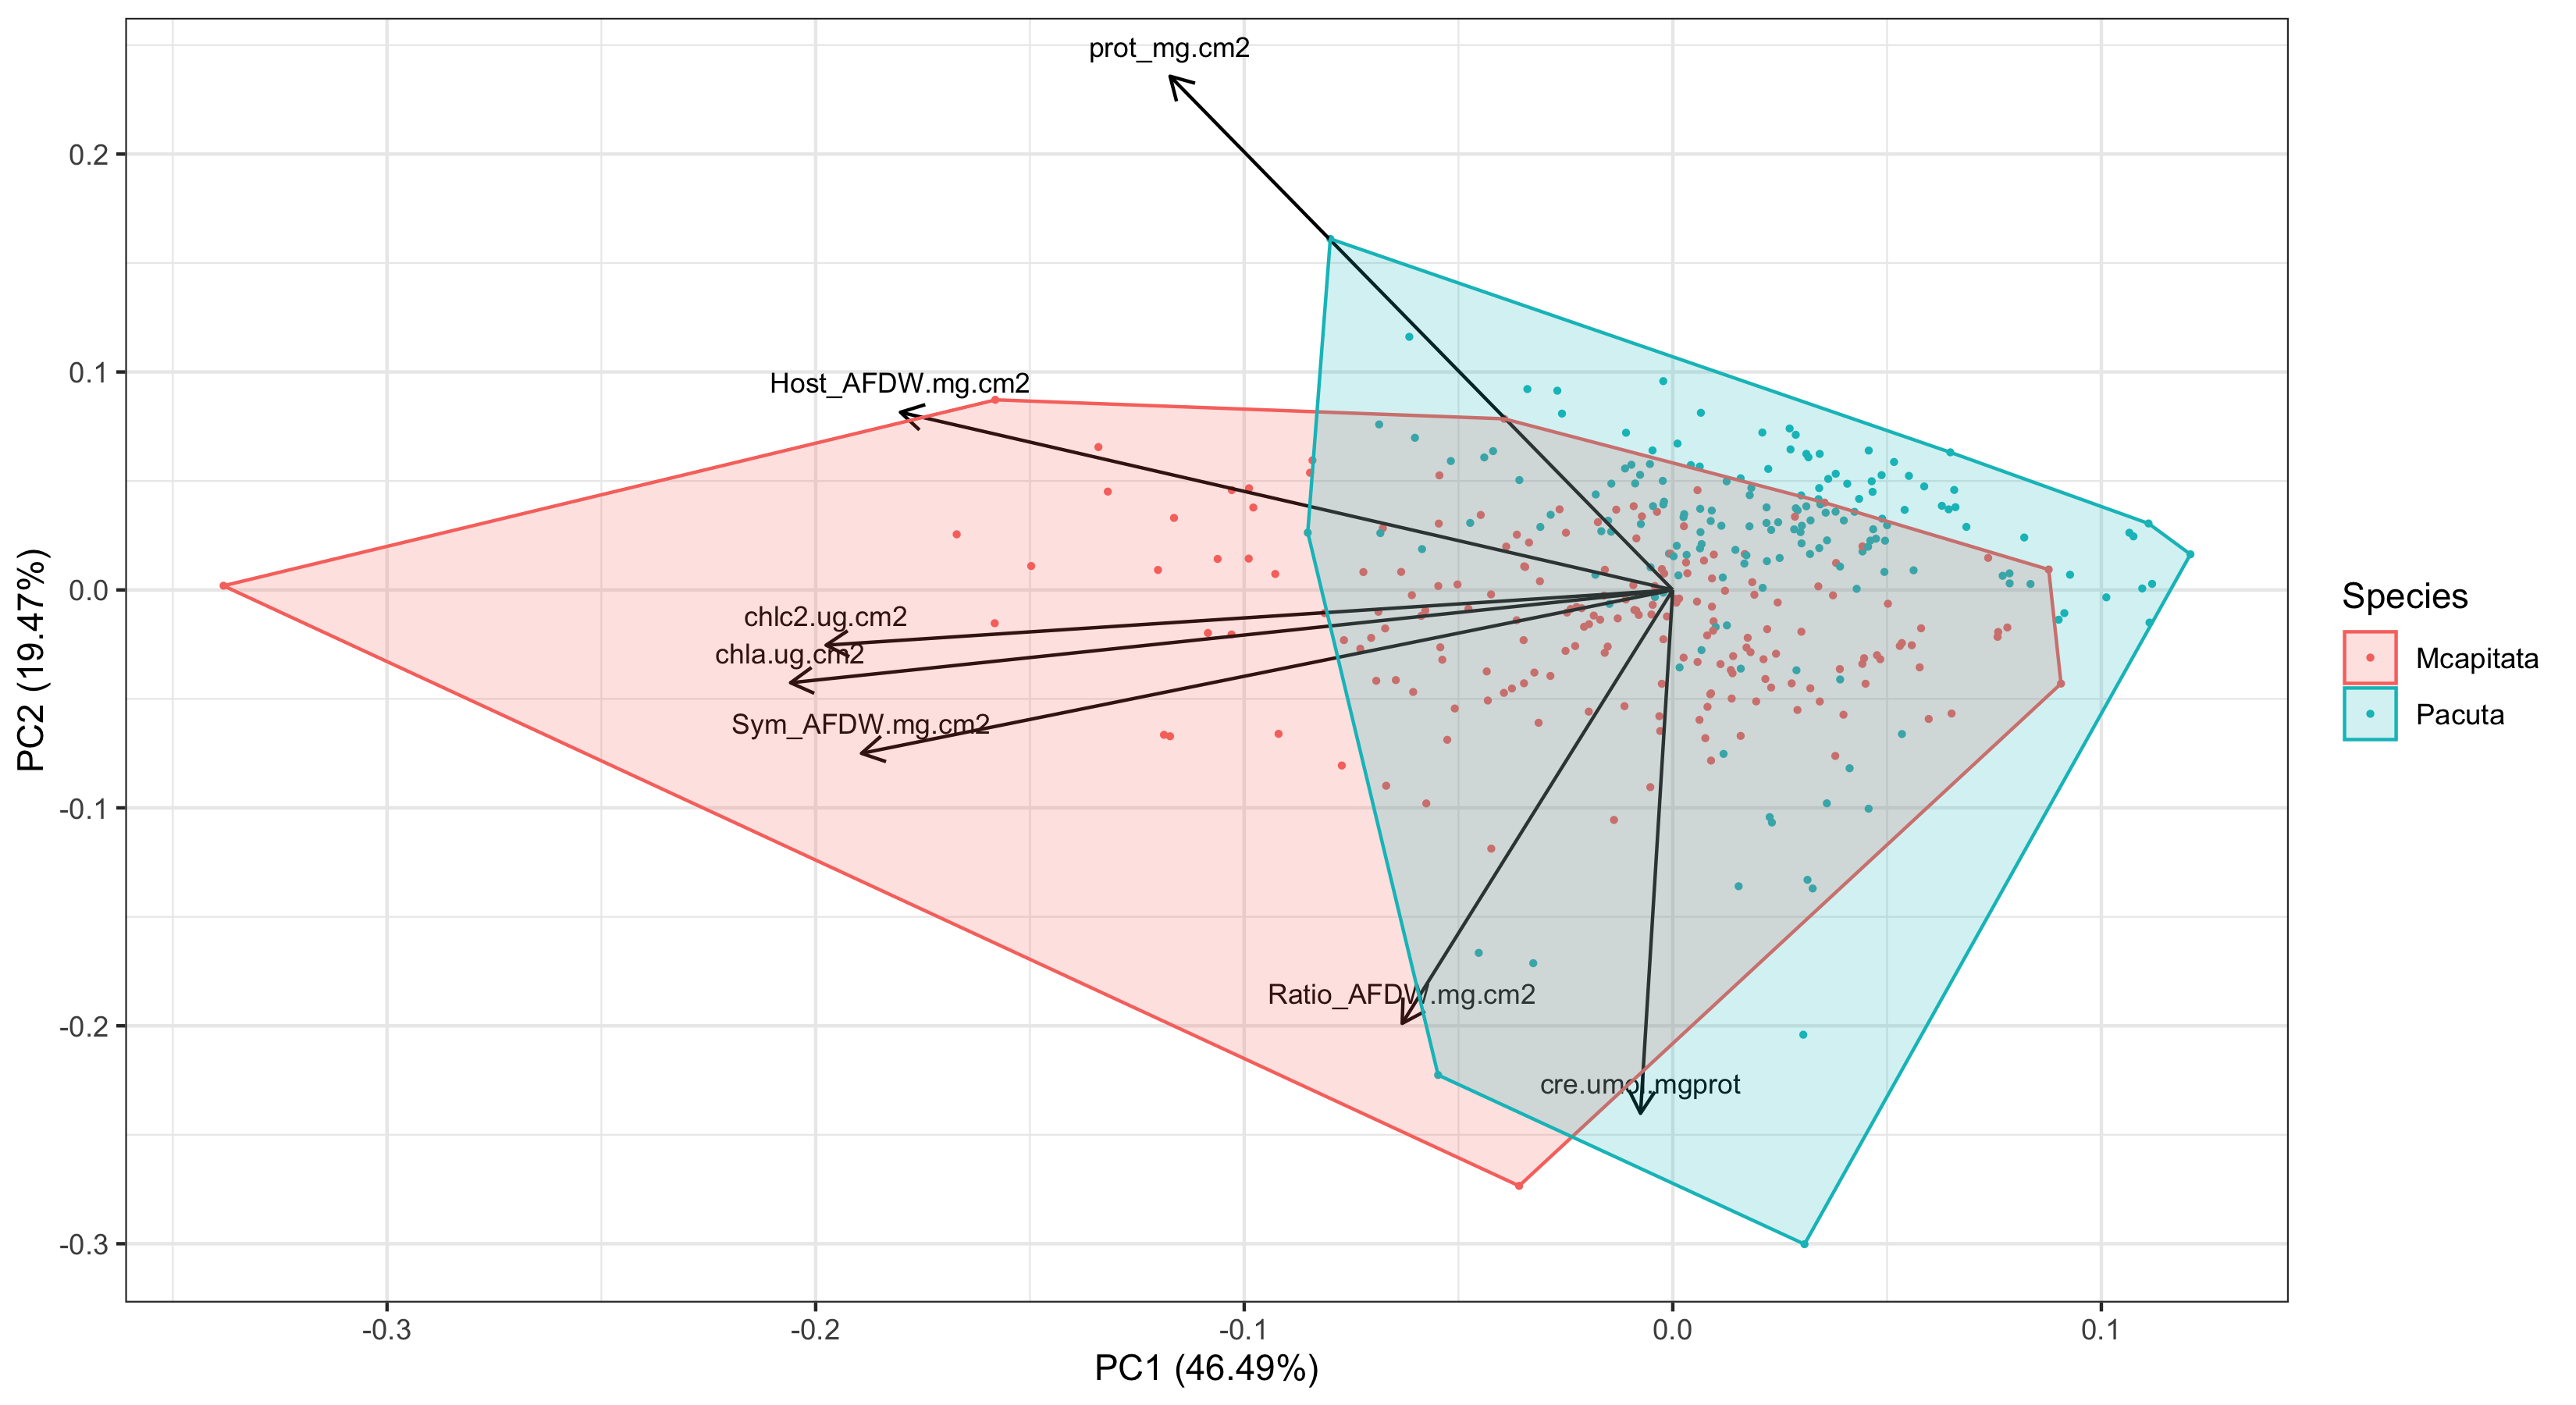 prot_mg.cm2
0.2
0.1
Host_AFDW.mg.cm2
0.0
chlc2.ug.cm2
chla.ug.cm2
Sym_AFDW.mg.cm2
-0.1
Ratio_AFDW.mg.cm2
-0.2
cre.umol.mgprot
-0.3
PC2 (19.47%)
-0.3
-0.2
-0.1
0.0
0.1
PC1 (46.49%)
Species
Mcapitata
Pacuta